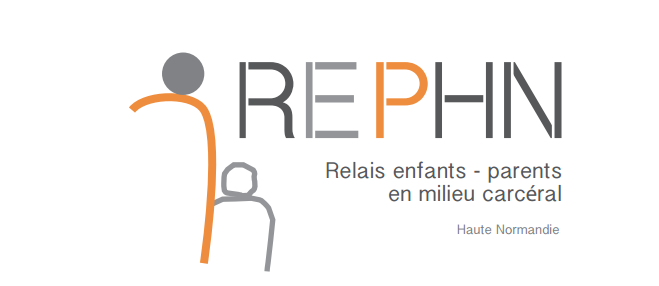 REPHN
Relais enfants - parents
en milieu carcéral
Haute Normandie